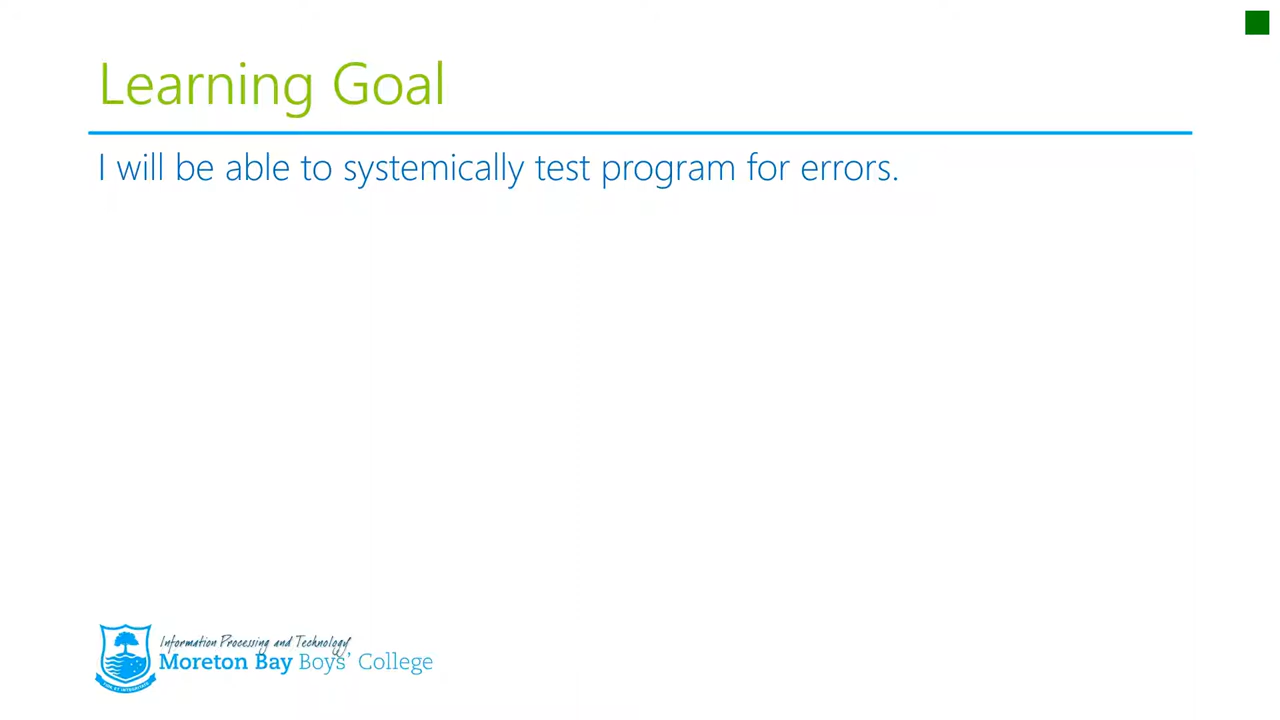 Learning Goal
I will be able to systemically test program for errors.
Information Processing and Technology
Moreton Bay Boys' College